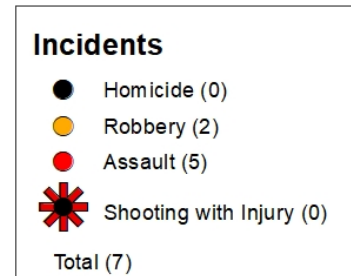 Incidents
Homicide (0)
Robbery (2)
Assault (5)
Shooting with Injury (0)
Total (7)